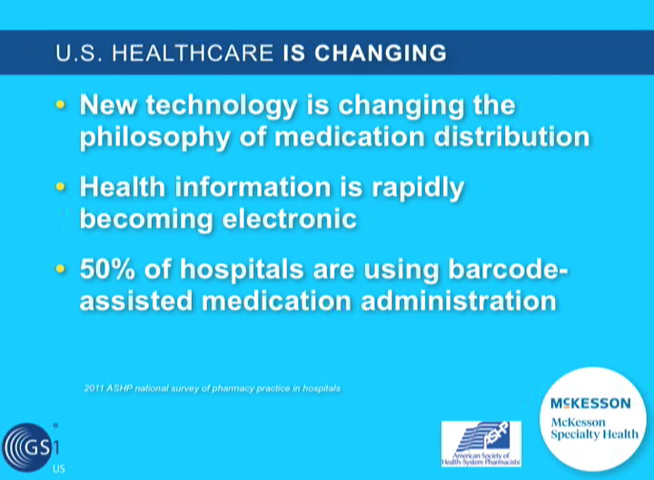 U.S. HEALTHCARE IS CHANGING
• New technology is changing the
philosophy of medication distribution
• Health information is rapidly
becoming electronic
• 50% of hospitals are using barcode-
assisted medication administration
2011 ASHP national survey of pharmacy practice in hospitals
GS1
®
US
ASHP
American Society of
Health-System Pharmacists
MCKESSON
McKesson
Specialty Health